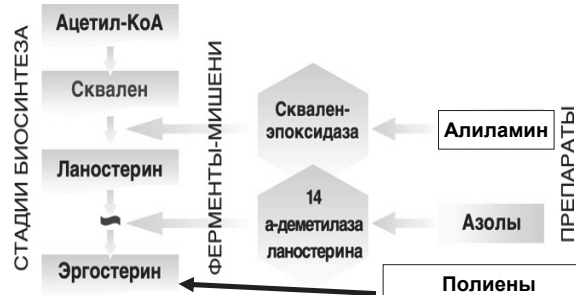 СТАДИИ БИОСИНТЕЗА
Ацетил-КоА
Сквален
Ланостерин
Эргостерин
ФЕРМЕНТЫ-МИШЕНИ
Сквален-
эпоксидаза
14
а-деметилаза
ланостерина
ПРЕПАРАТЫ
Алиламин
Азолы
Полиены